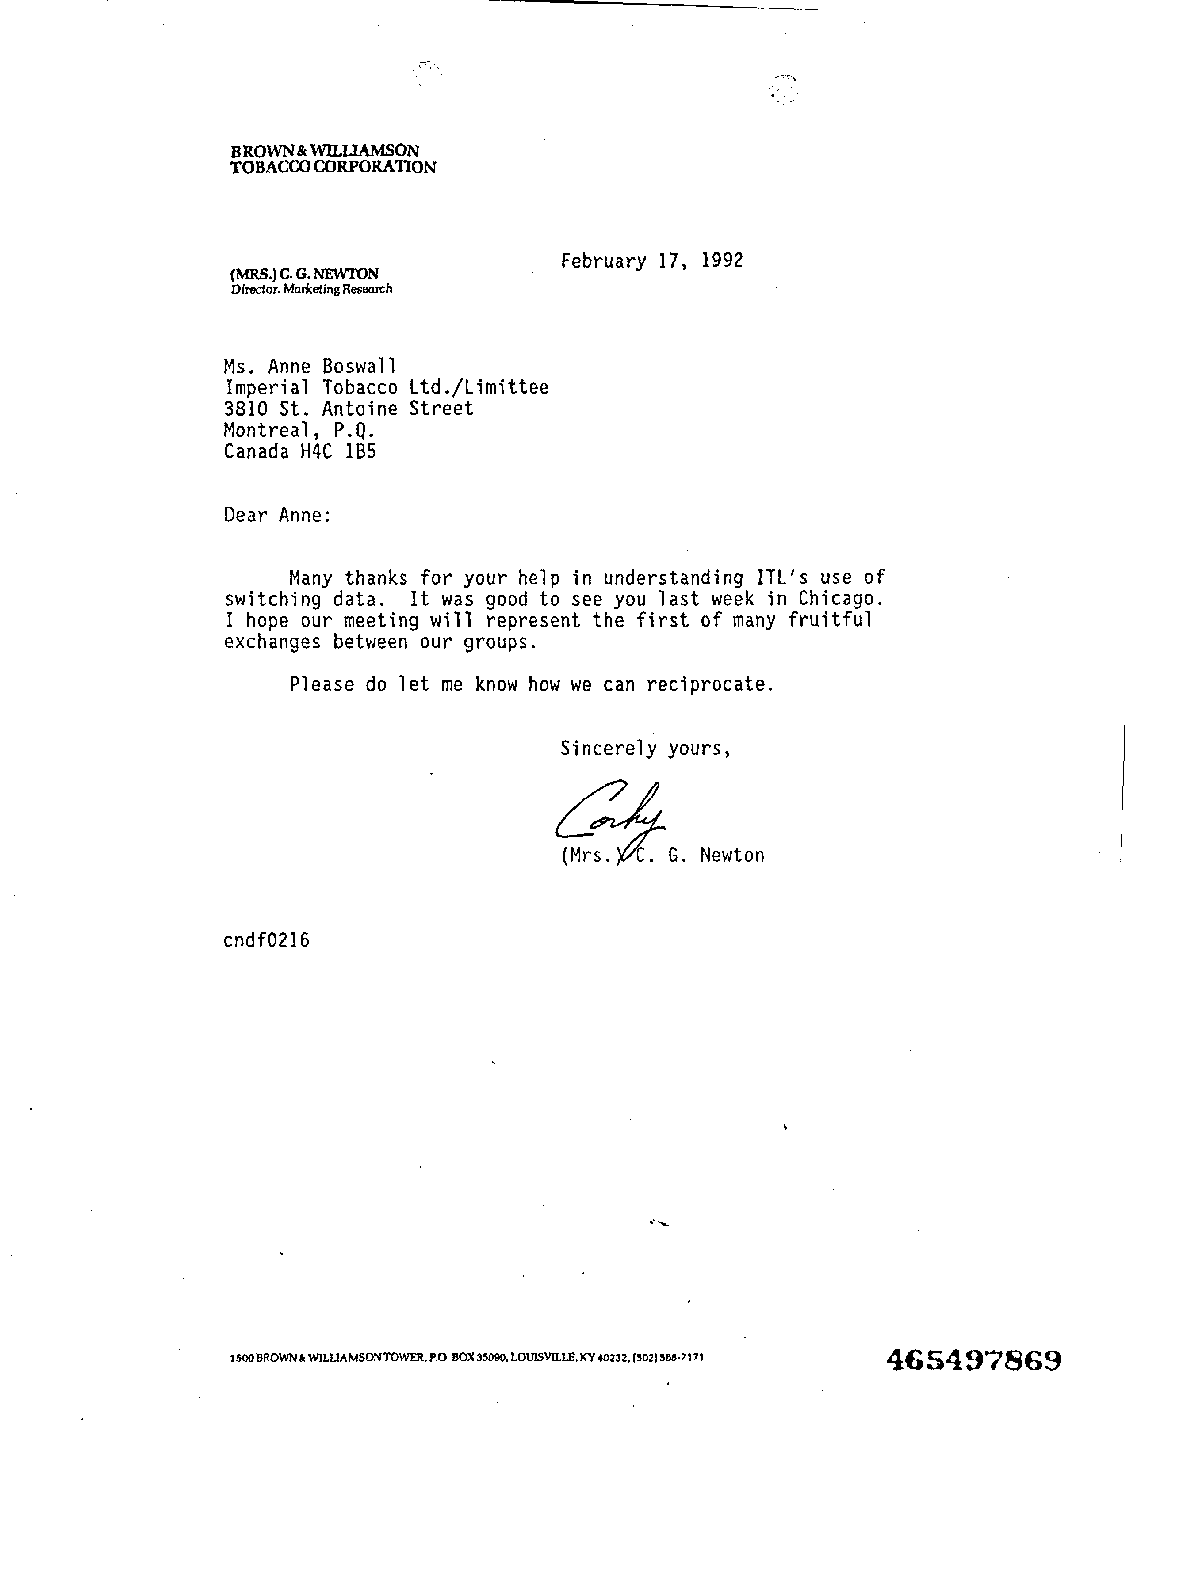 BROWN & WILLIAMSON
TOBACCO CORPORATION
February 17, 1992
(MRS.) C. G. NEWTON
Director, Marketing Research
Ms. Anne Boswall
Imperial Tobacco Ltd./Limittee
3810 St. Antoine Street
Montreal, P.Q.
Canada H4C 1B5
Dear Anne:
Many thanks for your help in understanding ITL's use of
switching data. It was good to see you last week in Chicago.
I hope our meeting will represent the first of many fruitful
exchanges between our groups.
Please do let me know how we can reciprocate.
Sincerely yours,
Corky
(Mrs.) C. G. Newton
cndf0216
1500 BROWN & WILLIAMSON TOWER, P.O. BOX 35090, LOUISVILLE, KY 40232, (502) 568-7171
465497869